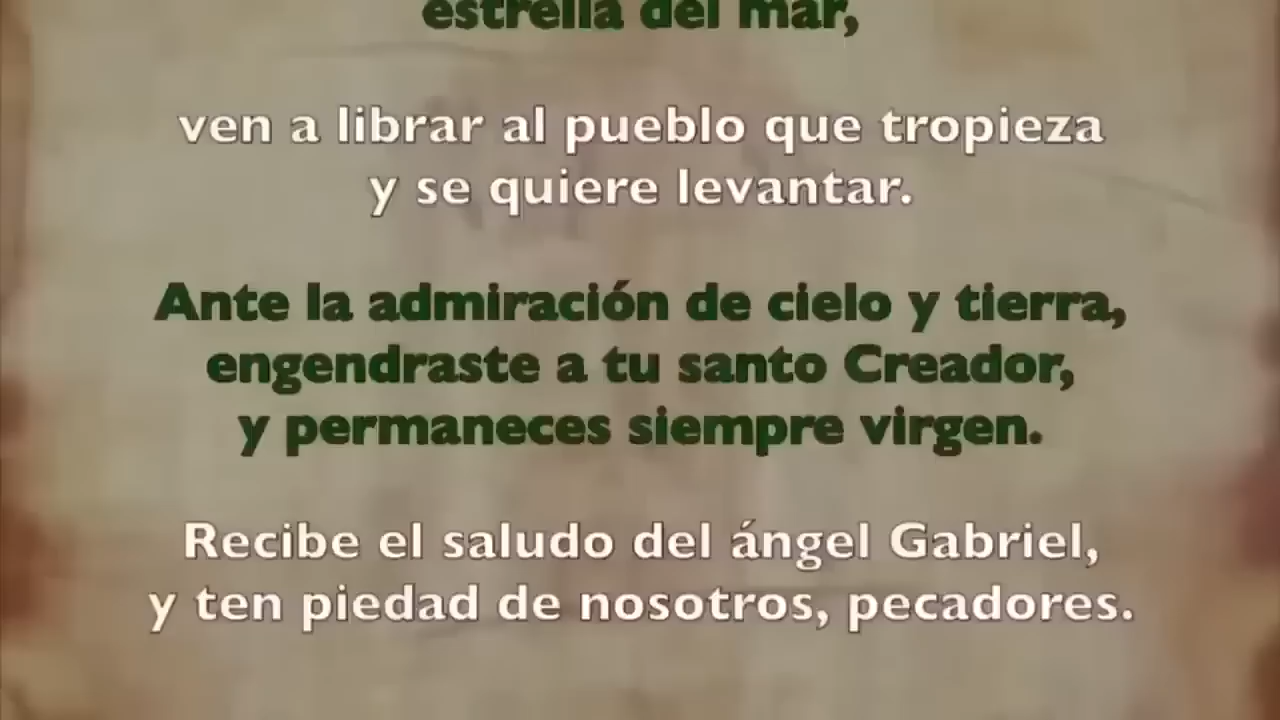 estrella del mar,
ven a librar al pueblo que tropieza
y se quiere levantar.
Ante la admiración de cielo y tierra,
engendraste a tu santo Creador,
y permaneces siempre virgen.
Recibe el saludo del ángel Gabriel,
y ten piedad de nosotros, pecadores.